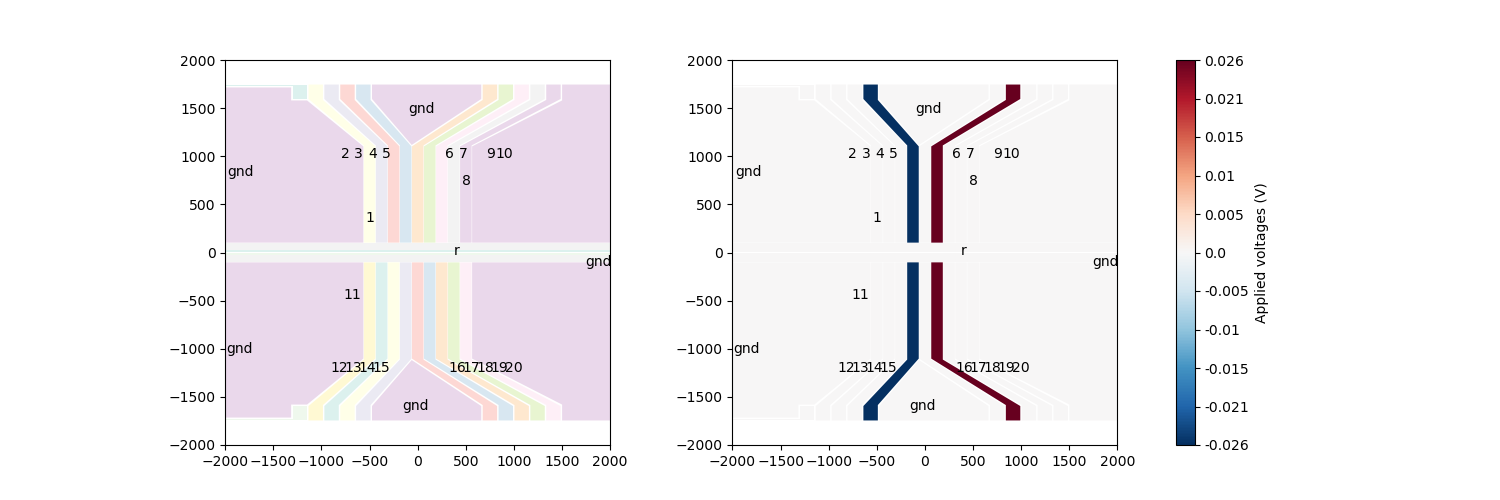 2000
1500
1000
500
0
−500
−1000
−1500
−2000
−2000 −1500 −1000 −500 0 500 1000 1500 2000
gnd
2 3 4 5 6 7 9 10
gnd
8
1
r
gnd
11
gnd
12 13 14 15 16 17 18 19 20
gnd
2000
1500
1000
500
0
−500
−1000
−1500
−2000
−2000 −1500 −1000 −500 0 500 1000 1500 2000
gnd
2 3 4 5 6 7 9 10
gnd
8
1
r
gnd
11
gnd
12 13 14 15 16 17 18 19 20
gnd
0.026
0.021
0.015
0.01
0.005
0.0
-0.005
-0.01
-0.015
-0.021
-0.026
Applied voltages (V)